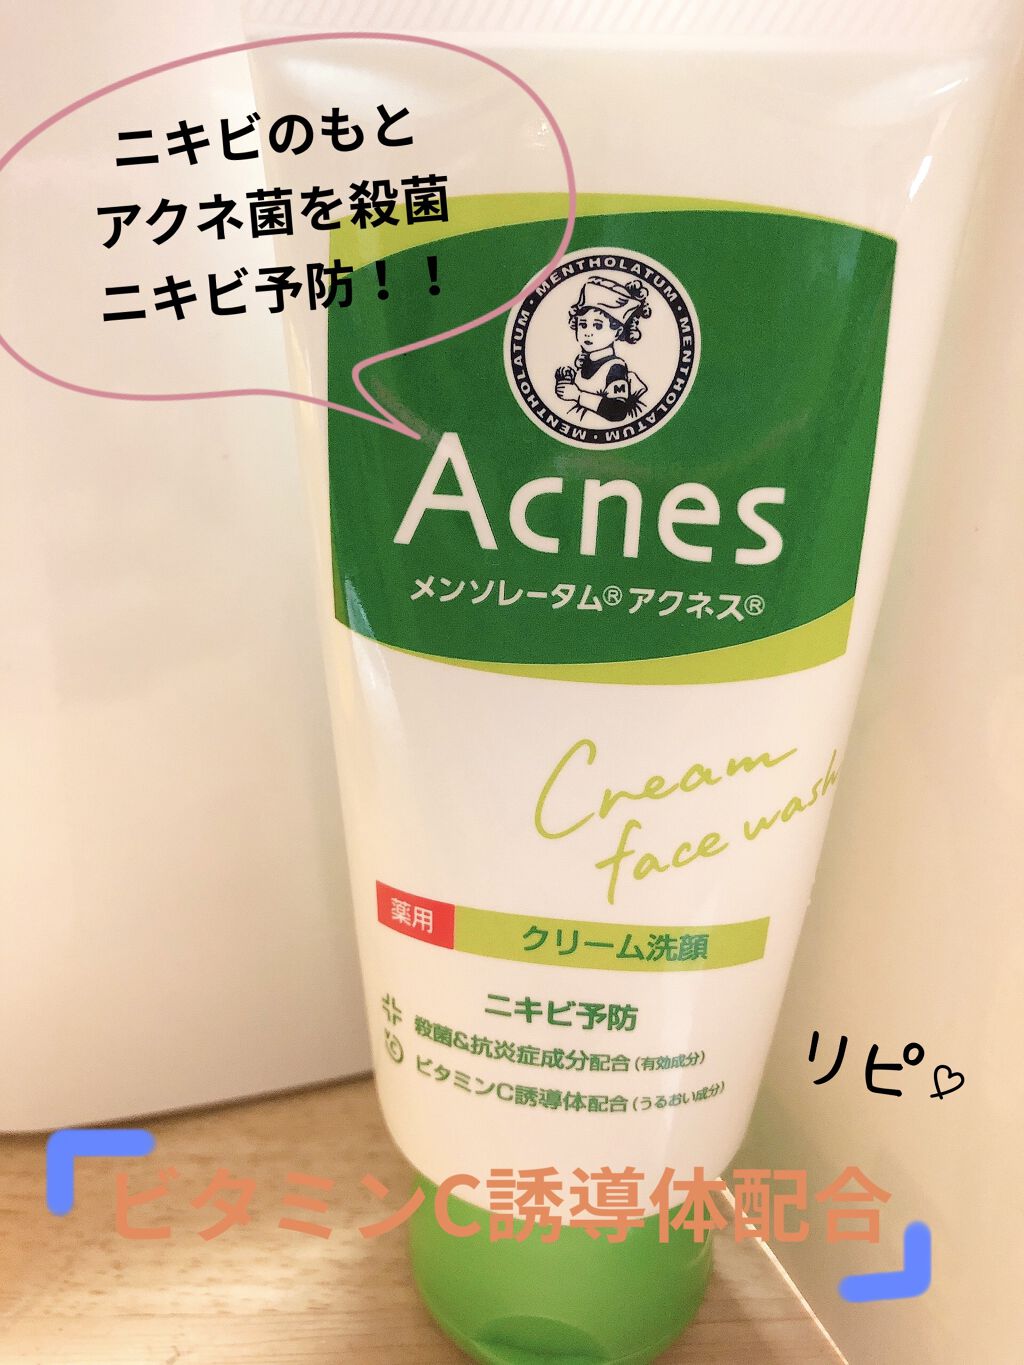 ニキビのもと
アクネ菌を殺菌
ニキビ予防！！
MENTHOLATUM・MENTHOLATUM・MENTHOLATUM・MENTHOLATUM・
M
Acnes
メンソレータム®アクネス®
Cream
face wash
薬用 クリーム洗顔
ニキビ予防
殺菌&抗炎症成分配合(有効成分)
C ビタミンC誘導体配合(うるおい成分)
リピ♡
「ビタミンC誘導体配合」